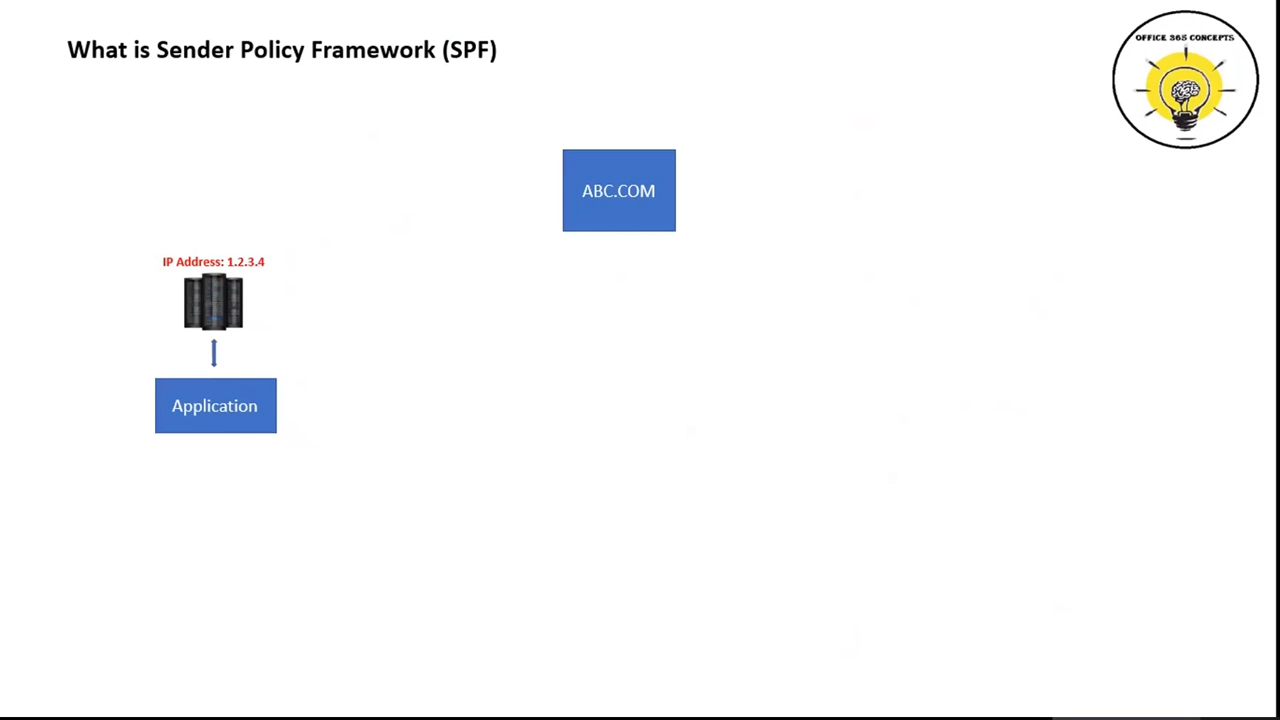 What is Sender Policy Framework (SPF)
OFFICE 365 CONCEPTS
ABC.COM
IP Address: 1.2.3.4
Application